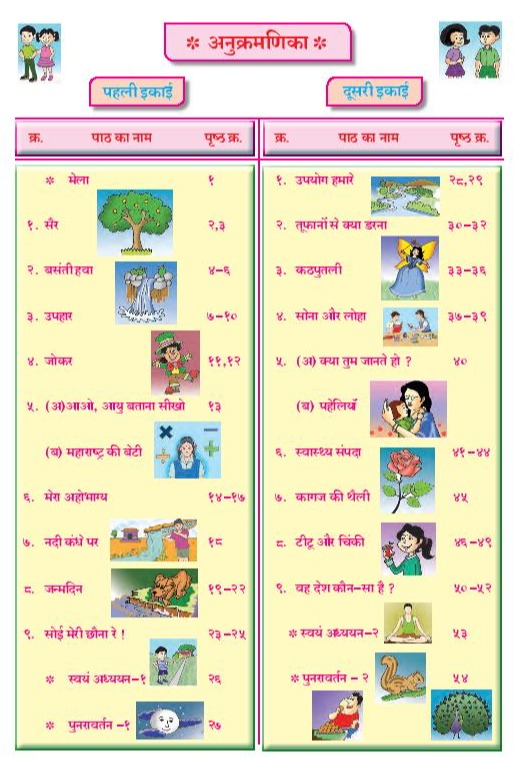 * अनुक्रमणिका *
पहली इकाई
क्र. पाठ का नाम पृष्ठ क्र.
* मेला १
१. सैर २,३
२. बसंती हवा ४-६
३. उपहार ७-१०
४. जोकर ११,१२
५. (अ)आओ, आयु बताना सीखो १३
(ब) महाराष्ट्र की बेटी
६. मेरा अहोभाग्य १४-१७
७. नदी कंधे पर १८
८. जन्मदिन १९-२२
९. सोई मेरी छौना रे ! २३-२५
* स्वयं अध्ययन-१ २६
* पुनरावर्तन -१ २७
दूसरी इकाई
क्र. पाठ का नाम पृष्ठ क्र.
१. उपयोग हमारे २८,२९
२. तूफानों से क्या डरना ३०-३२
३. कठपुतली ३३-३६
४. सोना और लोहा ३७-३९
५. (अ) क्या तुम जानते हो ? ४०
(ब) पहेलियाँ
६. स्वास्थ्य संपदा ४१-४४
७. कागज की थैली ४५
८. टीटू और चिंकी ४६-४९
९. वह देश कौन-सा है ? ५०-५२
* स्वयं अध्ययन-२ ५३
* पुनरावर्तन - २ ५४